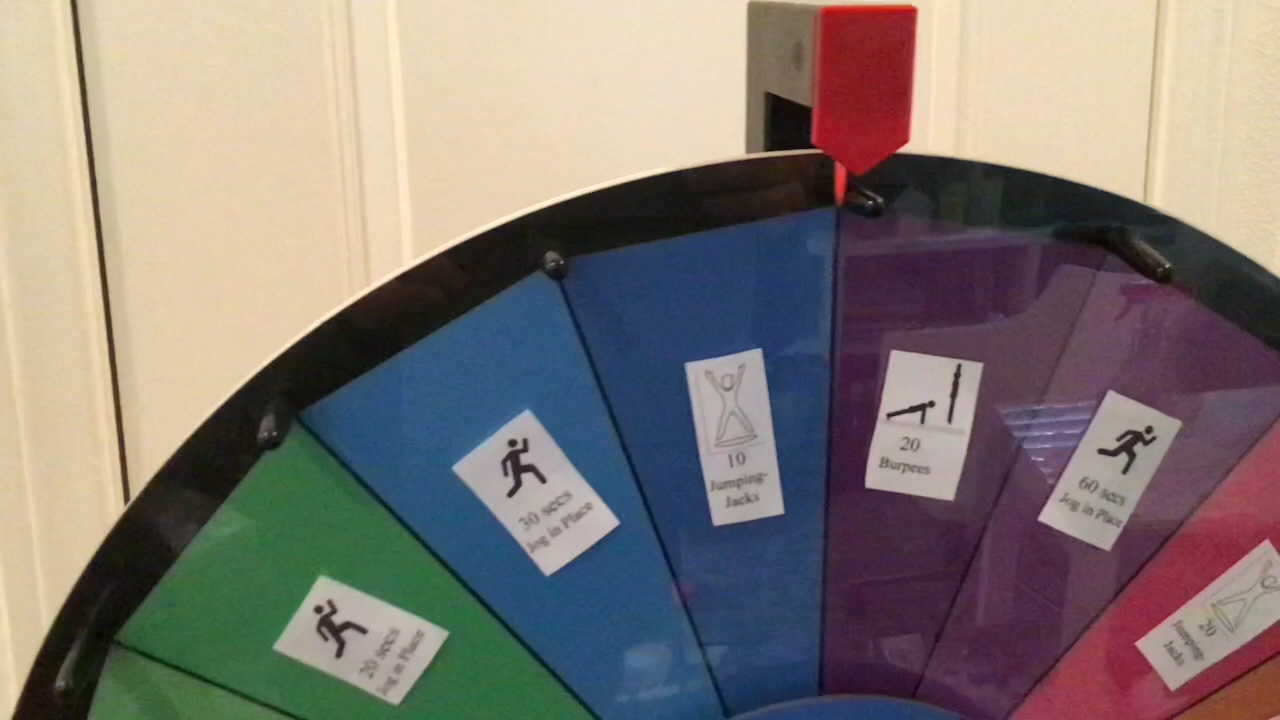 20 secs
Jog in Place
30 secs
Jog in Place
10
Jumping-
Jacks
20
Burpees
60 secs
Jog in Place
20
Jumping-
Jacks